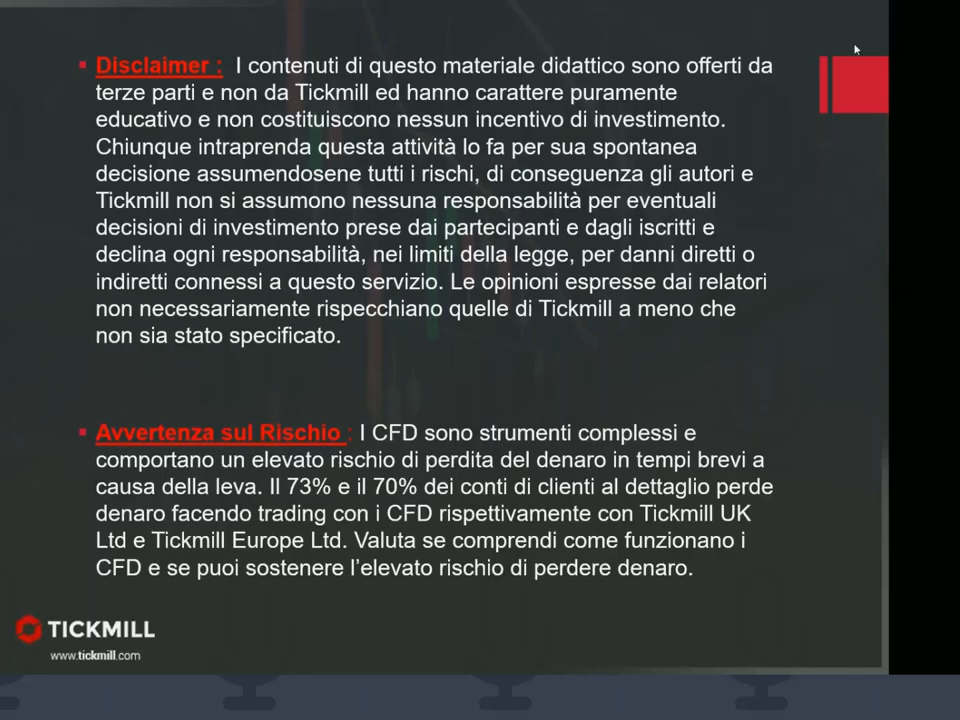 Disclaimer : I contenuti di questo materiale didattico sono offerti da
terze parti e non da Tickmill ed hanno carattere puramente
educativo e non costituiscono nessun incentivo di investimento.
Chiunque intraprenda questa attività lo fa per sua spontanea
decisione assumendosene tutti i rischi, di conseguenza gli autori e
Tickmill non si assumono nessuna responsabilità per eventuali
decisioni di investimento prese dai partecipanti e dagli iscritti e
declina ogni responsabilità, nei limiti della legge, per danni diretti o
indiretti connessi a questo servizio. Le opinioni espresse dai relatori
non necessariamente rispecchiano quelle di Tickmill a meno che
non sia stato specificato.
Avvertenza sul Rischio : I CFD sono strumenti complessi e
comportano un elevato rischio di perdita del denaro in tempi brevi a
causa della leva. Il 73% e il 70% dei conti di clienti al dettaglio perde
denaro facendo trading con i CFD rispettivamente con Tickmill UK
Ltd e Tickmill Europe Ltd. Valuta se comprendi come funzionano i
CFD e se puoi sostenere l'elevato rischio di perdere denaro.
TICKMILL
www.tickmill.com